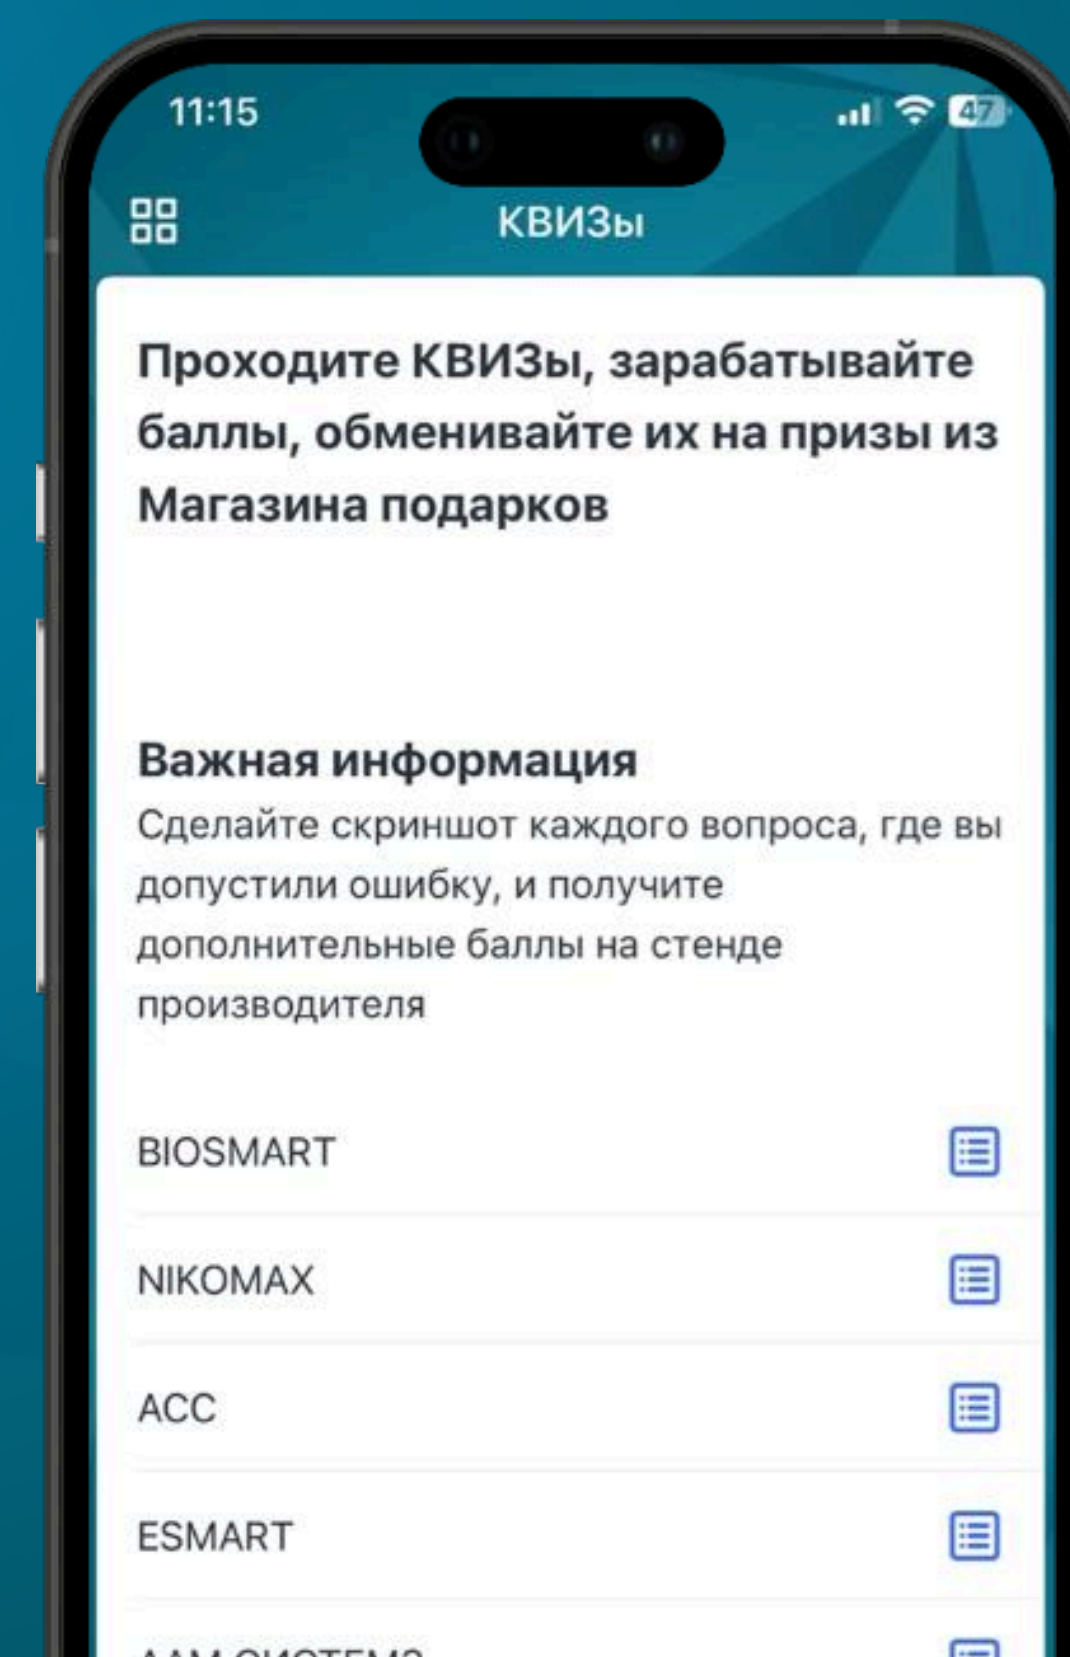 11:15
47
КВИЗы
Проходите КВИЗы, зарабатывайте
баллы, обменивайте их на призы из
Магазина подарков
Важная информация
Сделайте скриншот каждого вопроса, где вы
допустили ошибку, и получите
дополнительные баллы на стенде
производителя
BIOSMART
NIKOMAX
ACC
ESMART